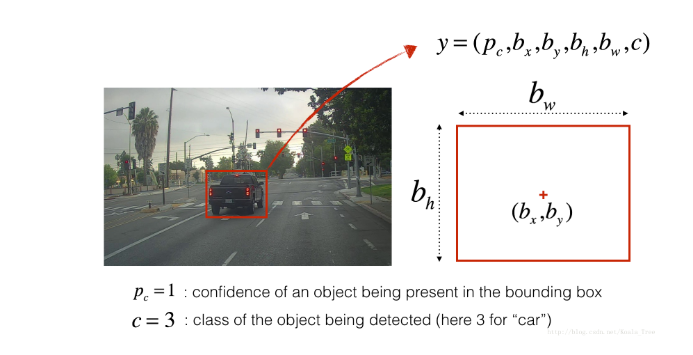 y = (p_c, b_x, b_y, b_h, b_w, c)
b_w
b_h
(b_x, b_y)
p_c = 1 : confidence of an object being present in the bounding box
c = 3 : class of the object being detected (here 3 for “car”)